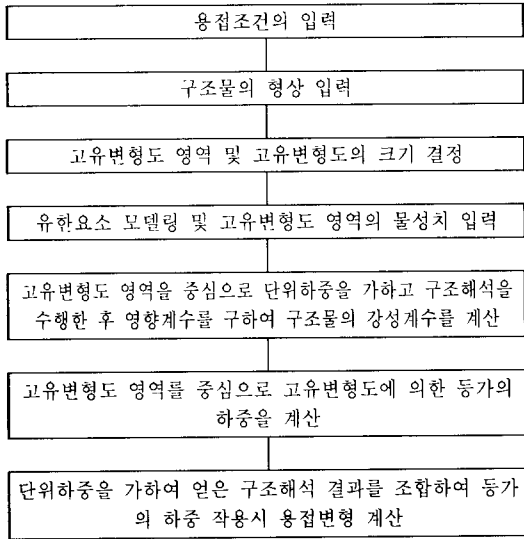 용접조건의 입력
구조물의 형상 입력
고유변형도 영역 및 고유변형도의 크기 결정
유한요소 모델링 및 고유변형도 영역의 물성치 입력
고유변형도 영역을 중심으로 단위하중을 가하고 구조해석을
수행한 후 영향계수를 구하여 구조물의 강성계수를 계산
고유변형도 영역를 중심으로 고유변형도에 의한 등가의
하중을 계산
단위하중을 가하여 얻은 구조해석 결과를 조합하여 등가
의 하중 작용시 용접변형 계산